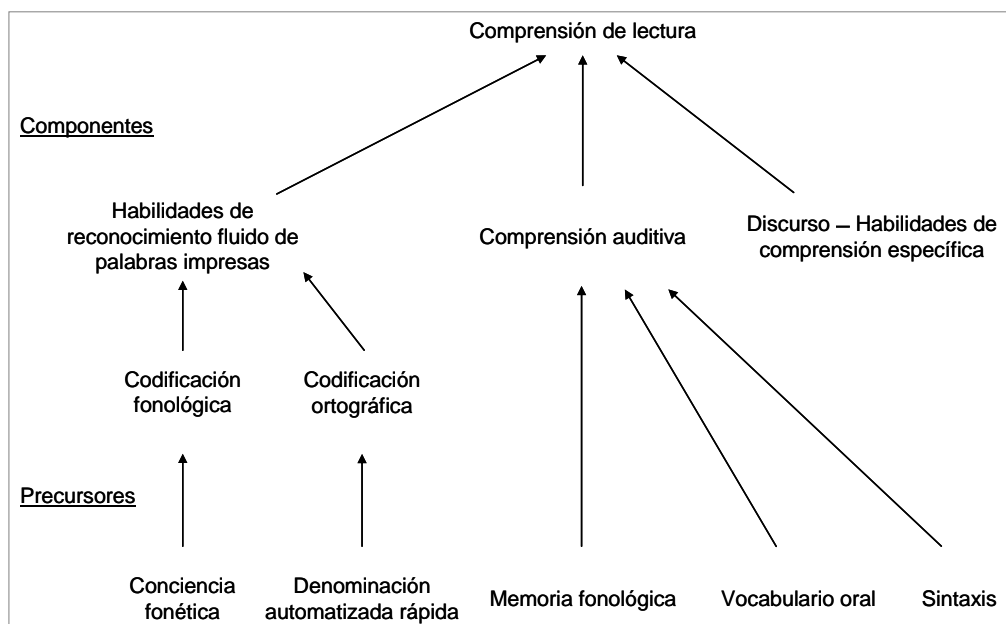 Comprensión de lectura
Componentes
Habilidades de
reconocimiento fluido de
palabras impresas
Comprensión auditiva
Discurso – Habilidades de
comprensión específica
Codificación
fonológica
Codificación
ortográfica
Precursores
Conciencia
fonética
Denominación
automatizada rápida
Memoria fonológica
Vocabulario oral
Sintaxis